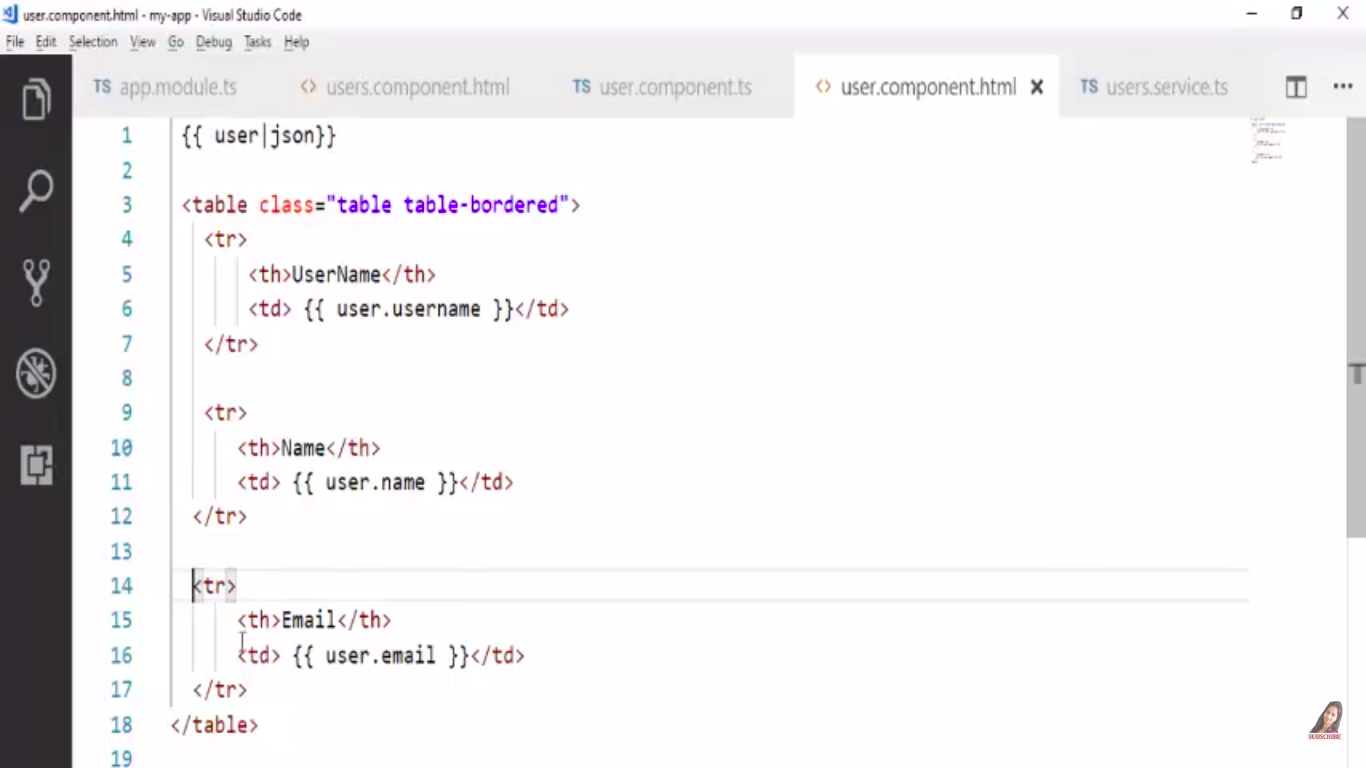 user.component.html - my-app - Visual Studio Code
File Edit Selection View Go Debug Tasks Help
TS app.module.ts <> users.component.html TS user.component.ts <> user.component.html TS users.service.ts
1 {{ user|json}}
2
3 <table class="table table-bordered">
4 <tr>
5 <th>UserName</th>
6 <td> {{ user.username }}</td>
7 </tr>
8
9 <tr>
10 <th>Name</th>
11 <td> {{ user.name }}</td>
12 </tr>
13
14 <tr>
15 <th>Email</th>
16 <td> {{ user.email }}</td>
17 </tr>
18 </table>
19
SUBSCRIBE